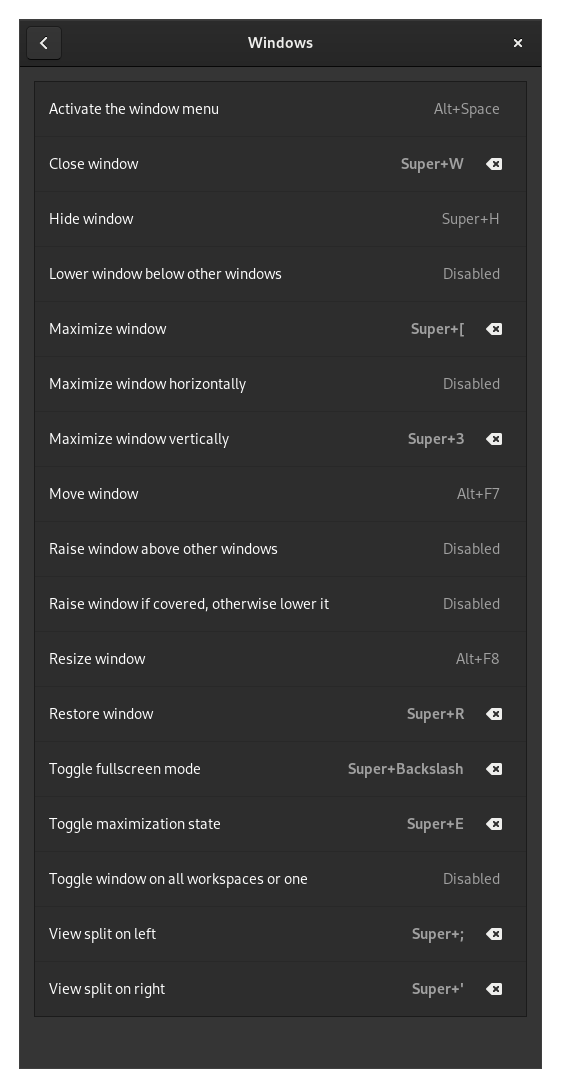 Windows
Activate the window menu Alt+Space
Close window Super+W
Hide window Super+H
Lower window below other windows Disabled
Maximize window Super+[
Maximize window horizontally Disabled
Maximize window vertically Super+3
Move window Alt+F7
Raise window above other windows Disabled
Raise window if covered, otherwise lower it Disabled
Resize window Alt+F8
Restore window Super+R
Toggle fullscreen mode Super+Backslash
Toggle maximization state Super+E
Toggle window on all workspaces or one Disabled
View split on left Super+;
View split on right Super+'